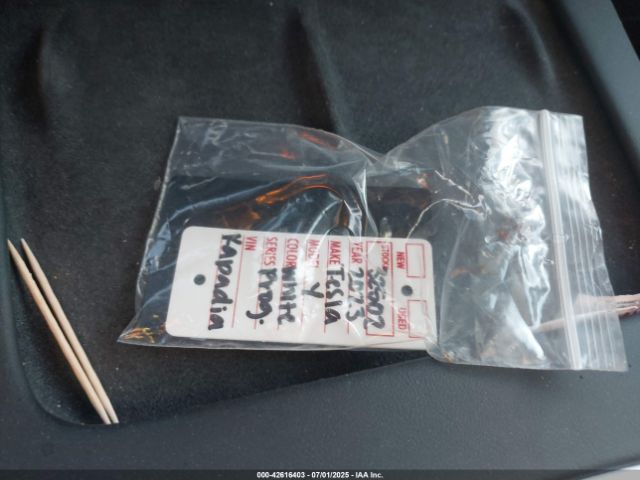 NEW USED
STOCK# 32502
YEAR 2023
MAKE Tesla
MODEL Y
COLOR White
SERIES Proj.
VIN Kapadia
000-42616403 - 07/01/2025 - IAA Inc.